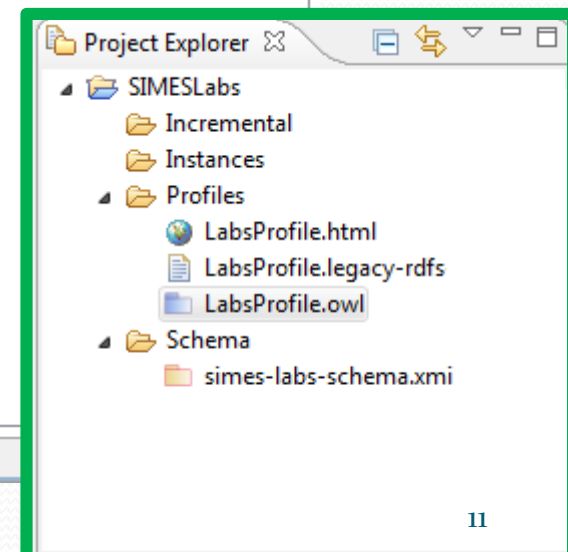 Project Explorer
SIMESLabs
Incremental
Instances
Profiles
LabsProfile.html
LabsProfile.legacy-rdfs
LabsProfile.owl
Schema
simes-labs-schema.xmi
11